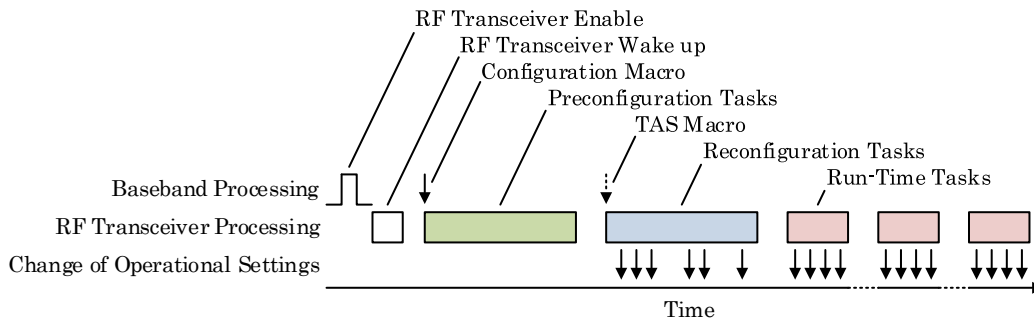 RF Transceiver Enable
RF Transceiver Wake up
Configuration Macro
Preconfiguration Tasks
TAS Macro
Reconfiguration Tasks
Run-Time Tasks
Baseband Processing
RF Transceiver Processing
Change of Operational Settings
Time